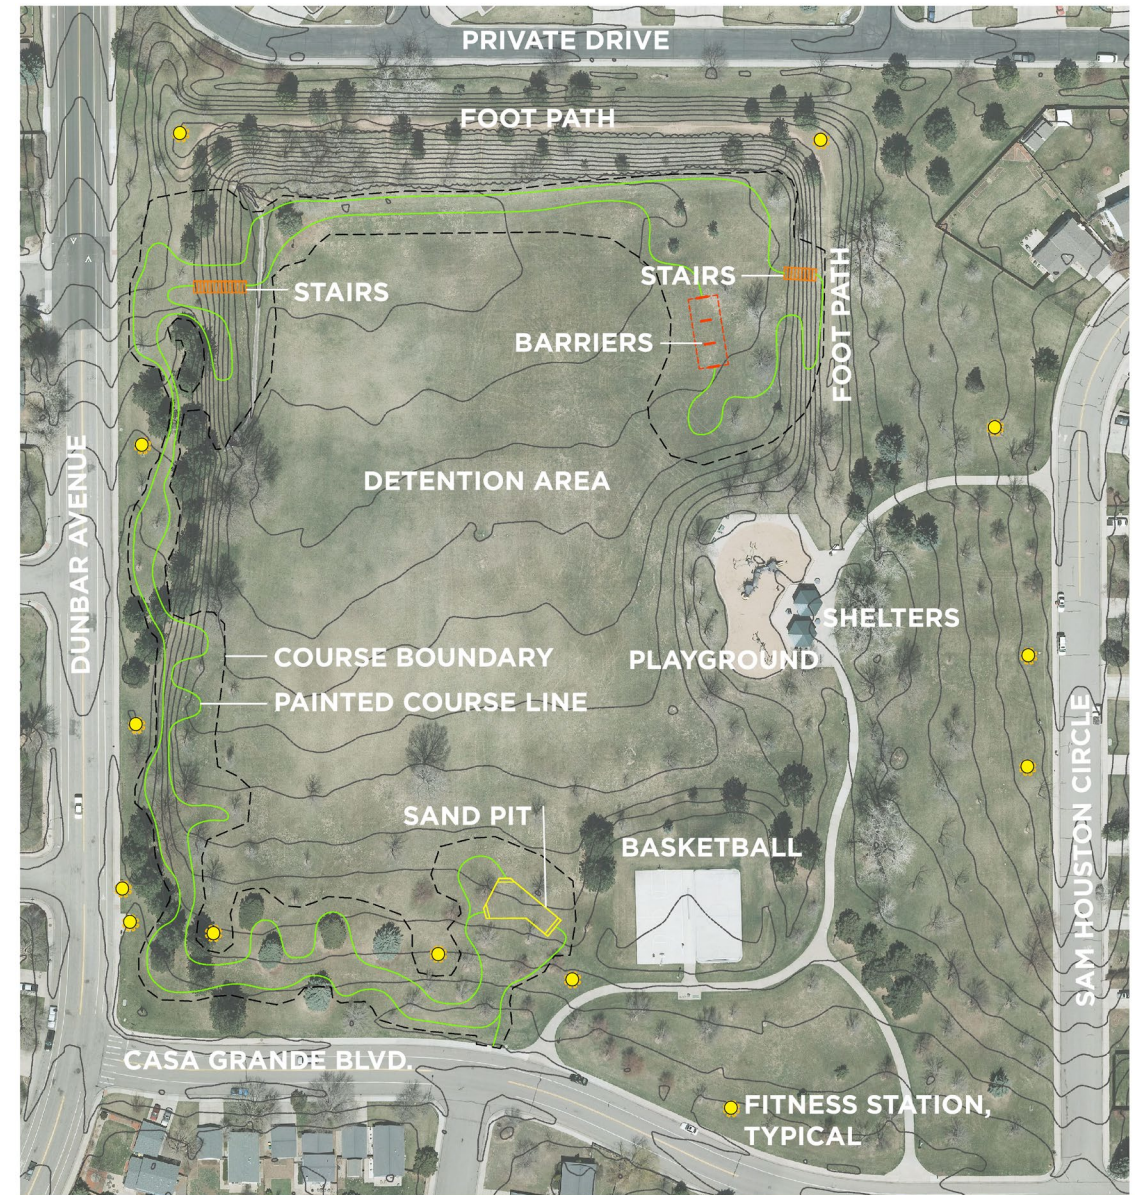 PRIVATE DRIVE
FOOT PATH
STAIRS
STAIRS
FOOT PATH
BARRIERS
DETENTION AREA
DUNBAR AVENUE
SHELTERS
COURSE BOUNDARY
PLAYGROUND
PAINTED COURSE LINE
SAM HOUSTON CIRCLE
SAND PIT
BASKETBALL
CASA GRANDE BLVD.
FITNESS STATION,
TYPICAL